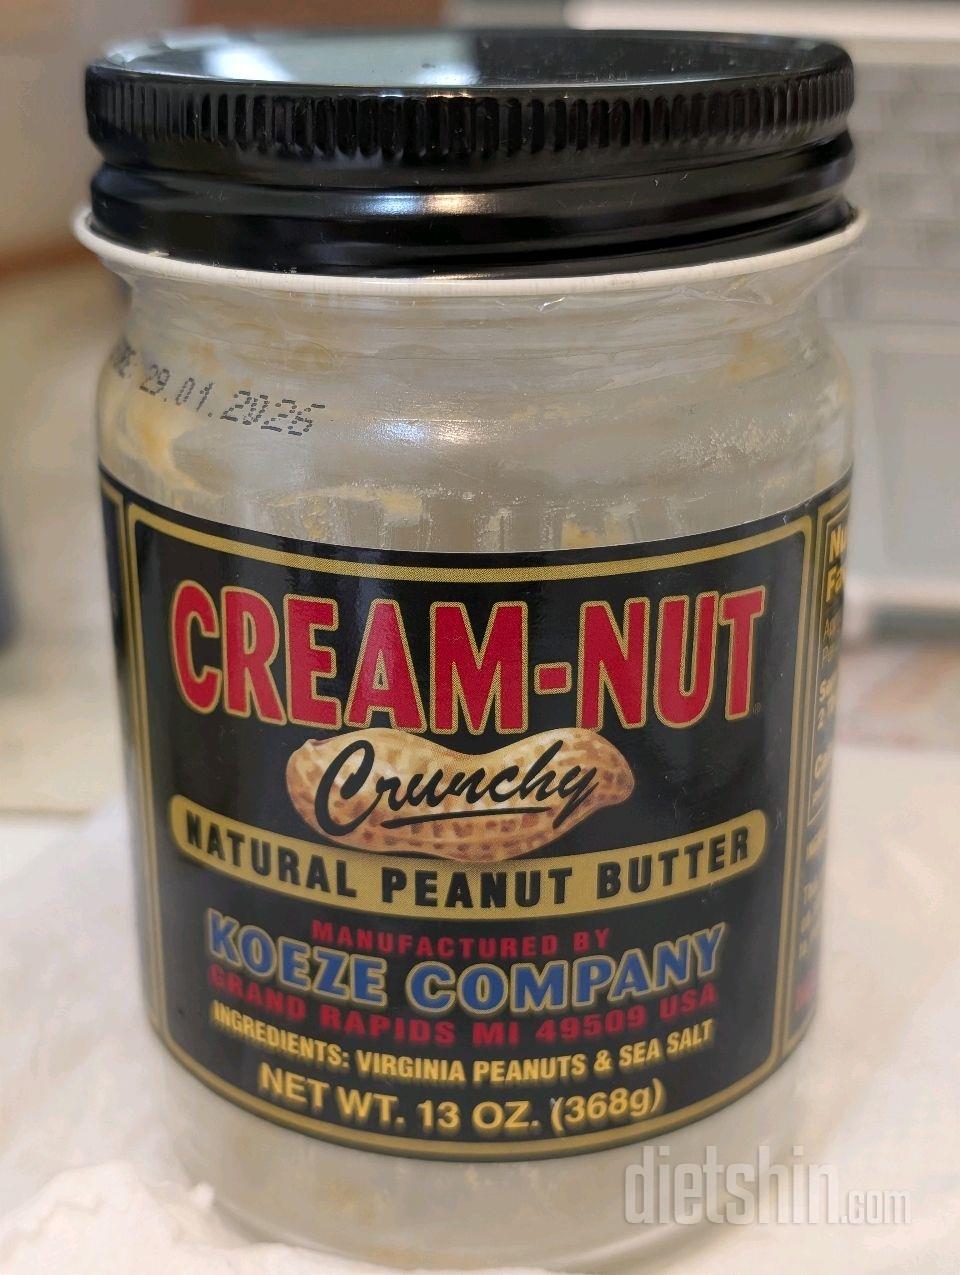 29.01.2026
CREAM-NUT
Crunchy
NATURAL PEANUT BUTTER
MANUFACTURED BY
KOEZE COMPANY
GRAND RAPIDS MI 49509 USA
INGREDIENTS: VIRGINIA PEANUTS & SEA SALT
NET WT. 13 OZ. (368g)
dietshin.com